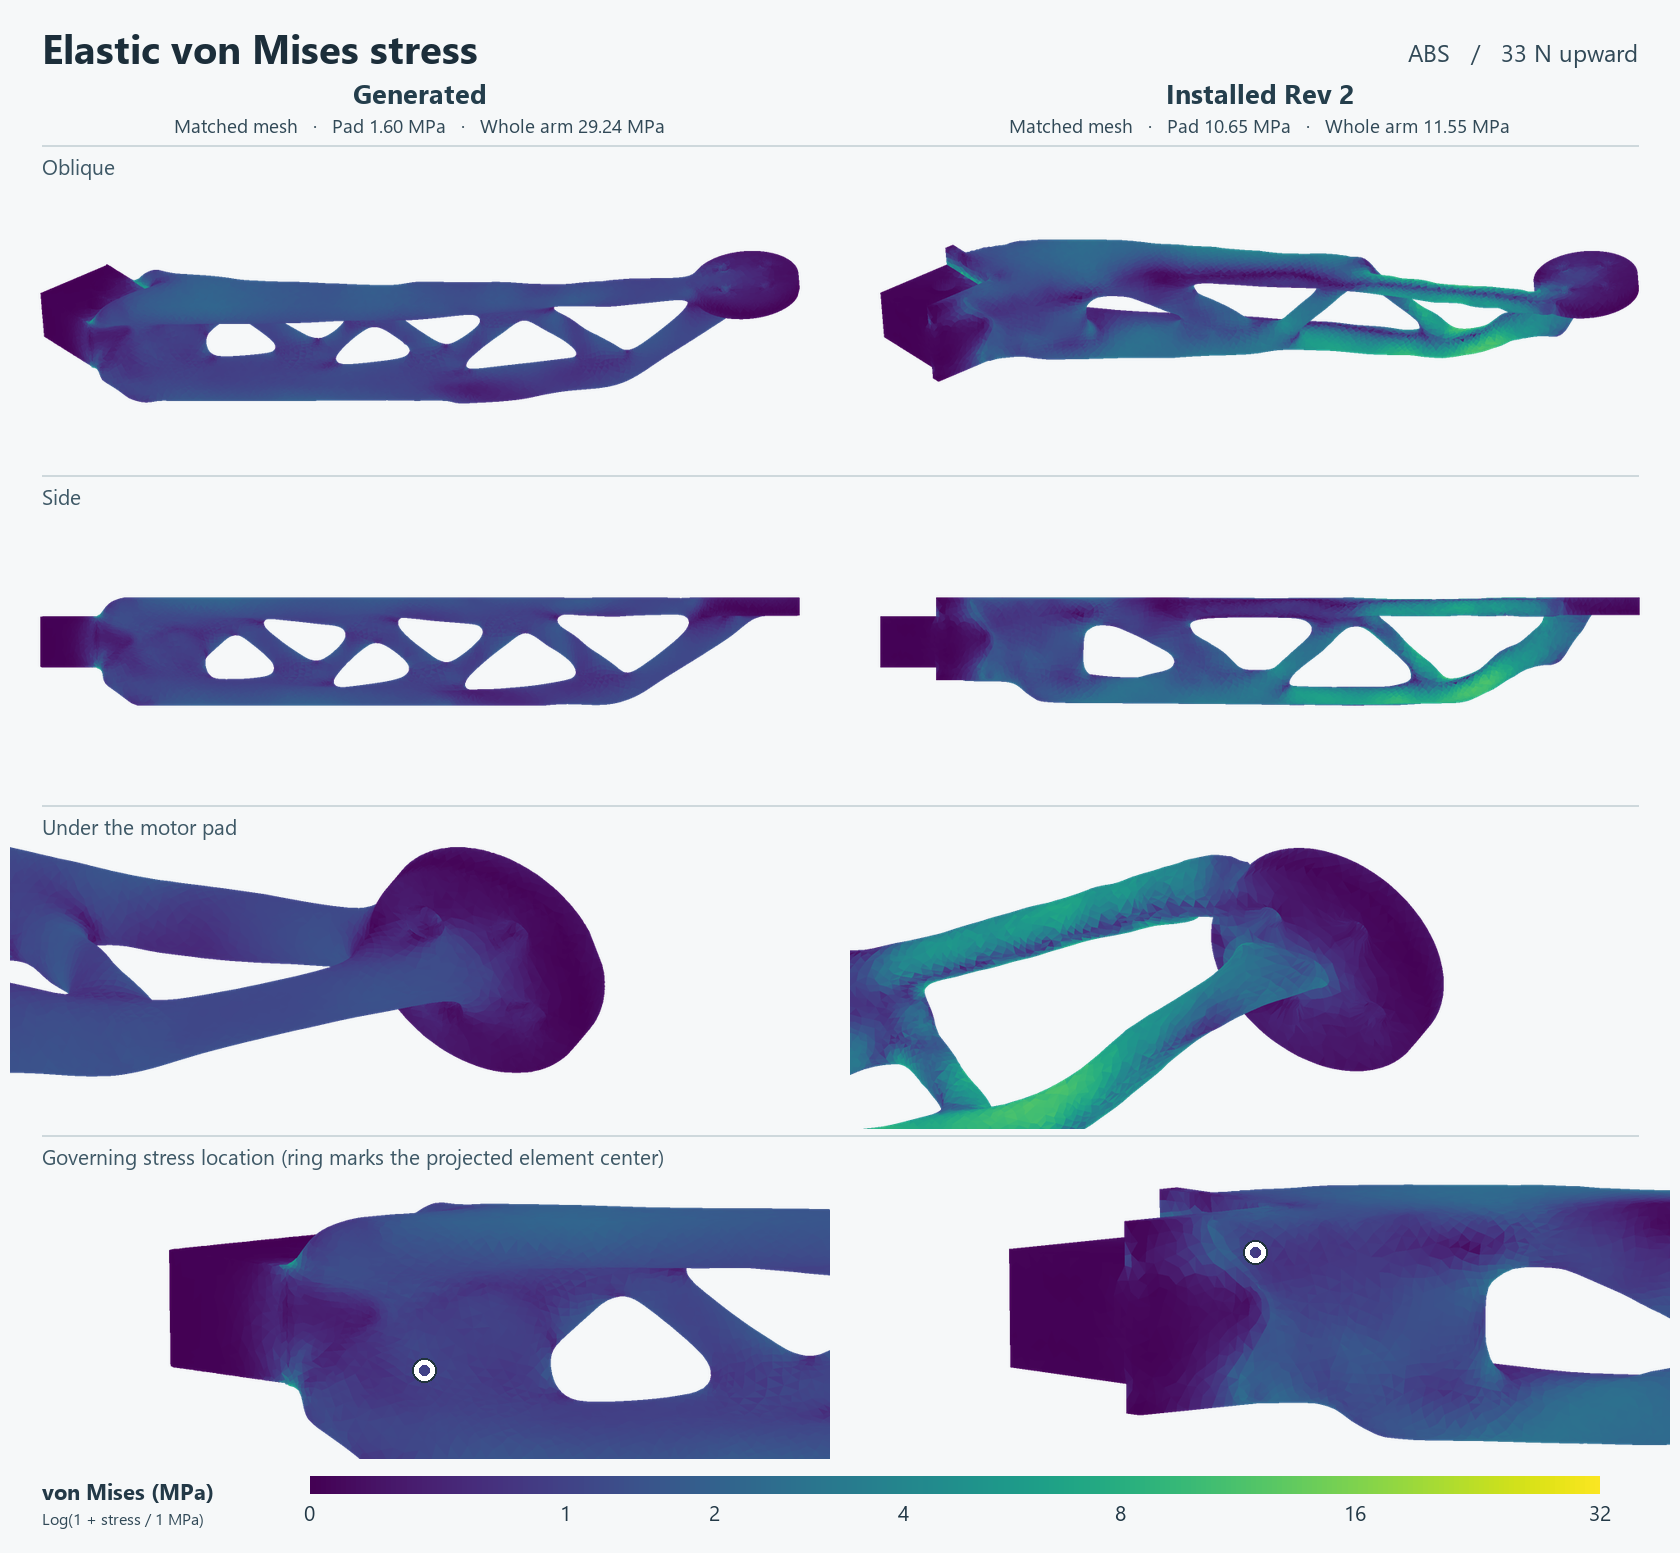 Elastic von Mises stress
ABS / 33 N upward
Generated
Installed Rev 2
Matched mesh · Pad 1.60 MPa · Whole arm 29.24 MPa
Matched mesh · Pad 10.65 MPa · Whole arm 11.55 MPa
Oblique
Side
Under the motor pad
Governing stress location (ring marks the projected element center)
von Mises (MPa)
Log(1 + stress / 1 MPa)
0 1 2 4 8 16 32